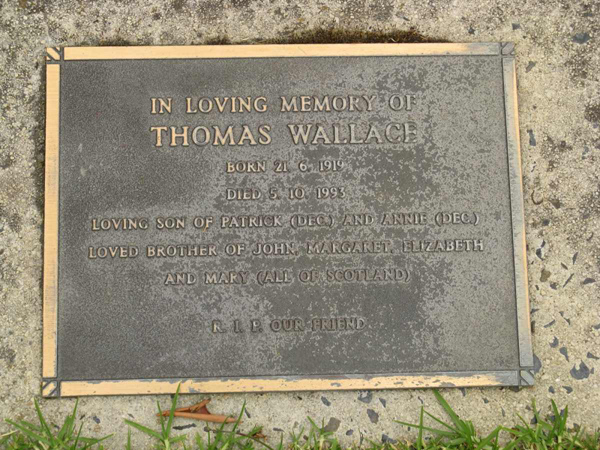 IN LOVING MEMORY OF
THOMAS WALLACE
BORN 21 6 1919
DIED 5 10 1993
LOVING SON OF PATRICK (DEC.) AND ANNIE (DEC.)
LOVED BROTHER OF JOHN, MARGARET, ELIZABETH
AND MARY (ALL OF SCOTLAND)
R. I. P. OUR FRIEND